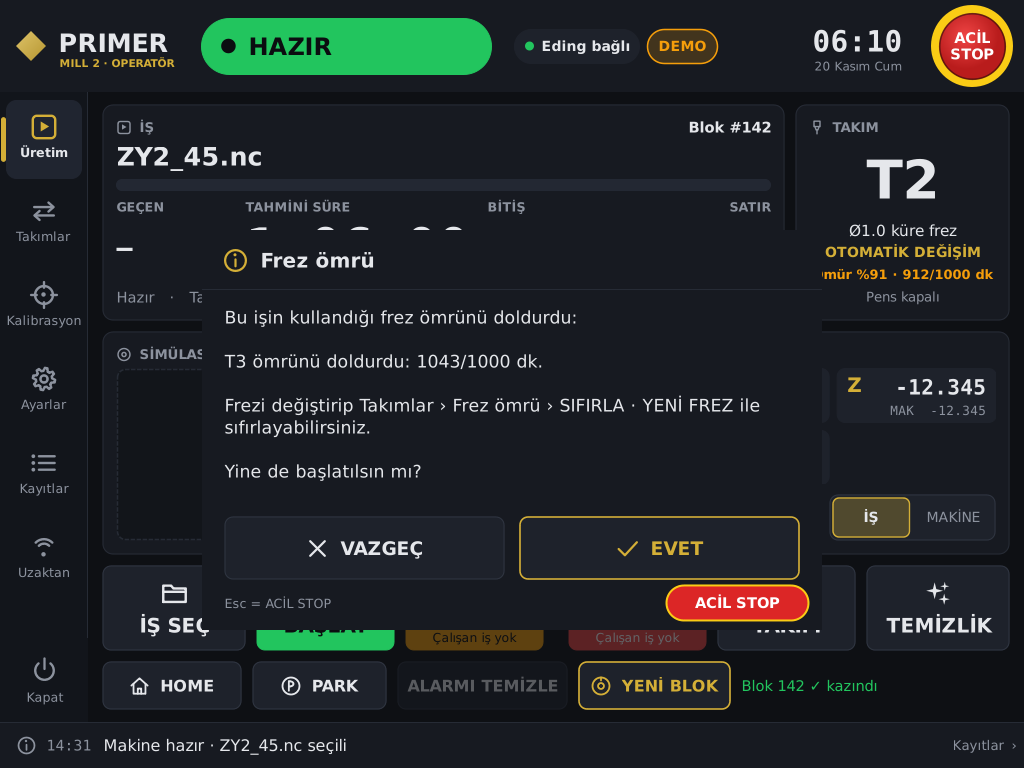 PRIMER
MILL 2 · OPERATÖR
HAZIR
Eding bağlı
DEMO
06:10
20 Kasım Cum
ACİL
STOP
Üretim
Takımlar
Kalibrasyon
Ayarlar
Kayıtlar
Uzaktan
Kapat
İŞ
Blok #142
ZY2_45.nc
GEÇEN
TAHMİNİ SÜRE
BİTİŞ
SATIR
–
Hazır ·
TAKIM
T2
Ø1.0 küre frez
OTOMATİK DEĞİŞİM
%91 · 912/1000 dk
Pens kapalı
Frez ömrü
Bu işin kullandığı frez ömrünü doldurdu:
T3 ömrünü doldurdu: 1043/1000 dk.
Frezi değiştirip Takımlar › Frez ömrü › SIFIRLA · YENİ FREZ ile
sıfırlayabilirsiniz.
Yine de başlatılsın mı?
VAZGEÇ
EVET
Esc = ACİL STOP
ACİL STOP
Z
-12.345
MAK -12.345
İŞ
MAKİNE
İŞ SEÇ
Çalışan iş yok
Çalışan iş yok
TEMİZLİK
HOME
PARK
ALARMI TEMİZLE
YENİ BLOK
Blok 142 ✓ kazındı
14:31 Makine hazır · ZY2_45.nc seçili
Kayıtlar ›